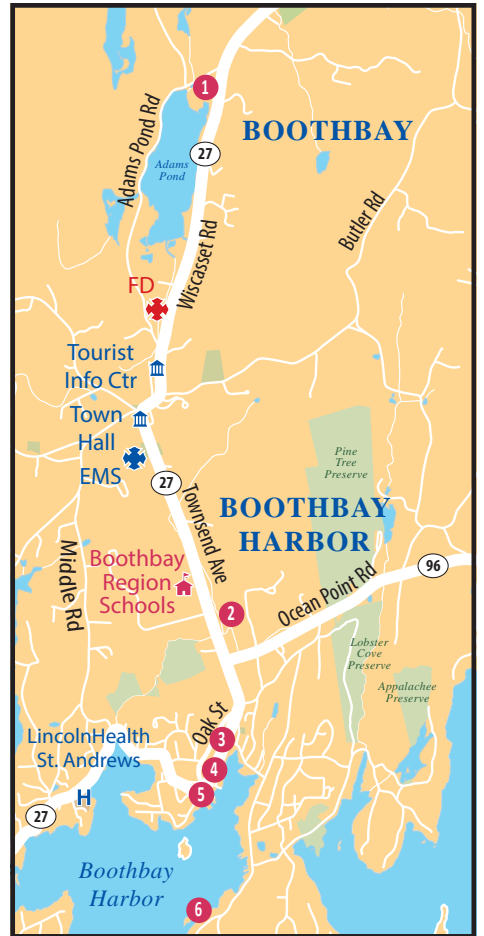 1
BOOTHBAY
Adams Pond Rd
27
Adams
Pond
Butler Rd
Wiscasset Rd
FD
Tourist
Info Ctr
Town
Hall
EMS
Pine
Tree
Preserve
27
Townsend Ave
BOOTHBAY
HARBOR
Boothbay
Region
Schools
Middle Rd
96
Ocean Point Rd
2
Lobster
Cove
Preserve
Appalachee
Preserve
Oak St
3
LincolnHealth
St. Andrews
4
5
H
27
Boothbay
Harbor
6